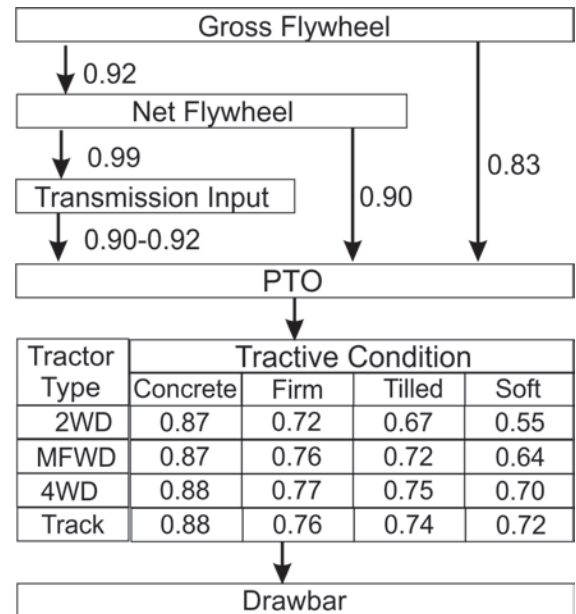 Gross Flywheel
0.92
Net Flywheel
0.99
0.83
Transmission Input
0.90
0.90-0.92
PTO
Tractor Type Tractive Condition
Concrete Firm Tilled Soft
2WD 0.87 0.72 0.67 0.55
MFWD 0.87 0.76 0.72 0.64
4WD 0.88 0.77 0.75 0.70
Track 0.88 0.76 0.74 0.72
Drawbar